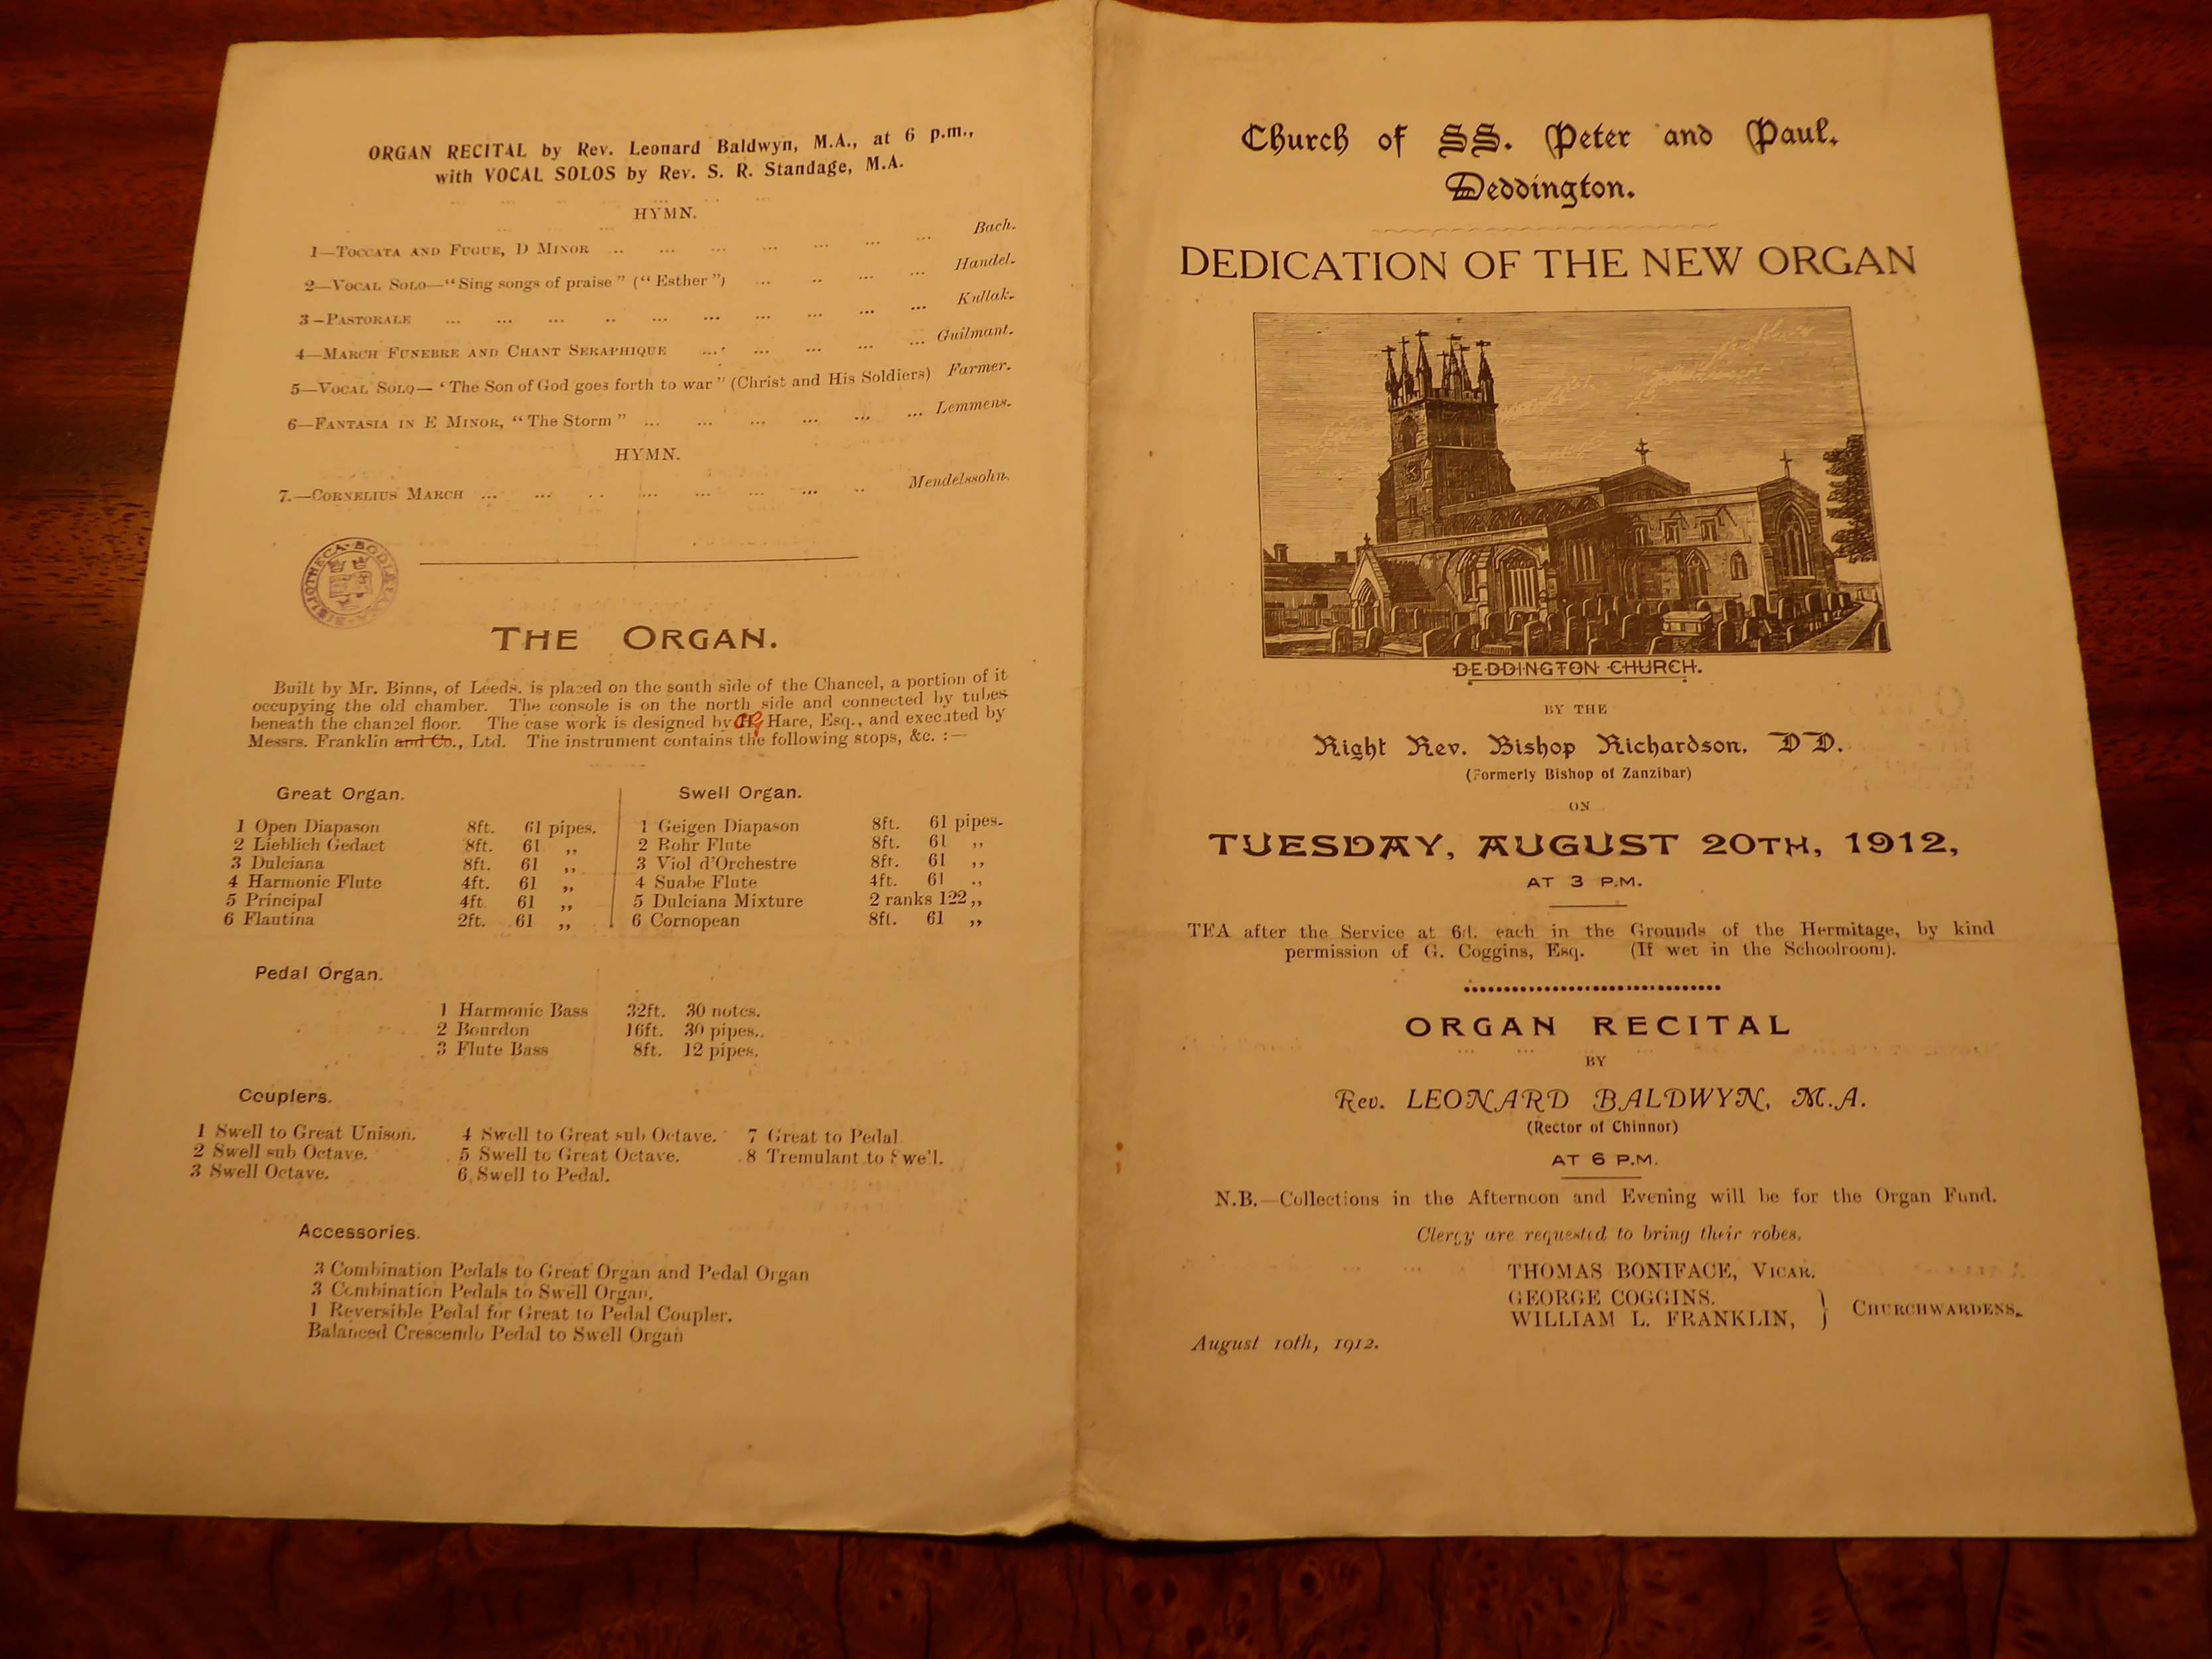 ORGAN RECITAL by Rev. Leonard Baldwyn, M.A., at 6 p.m.,
with VOCAL SOLOS by Rev. S. R. Standage, M.A.
HYMN.
1—TOCCATA AND FUGUE, D MINOR ... ... ... ... ... ... ... Bach.
2—VOCAL SOLO—"Sing songs of praise" ("Esther") ... .. ... ... Handel.
3—PASTORALE ... ... ... .. ... ... ... ... ... ... Kullak.
4—MARCH FUNEBRE AND CHANT SERAPHIQUE ... ... ... ... ... Guilmant.
5—VOCAL SOLO—'The Son of God goes forth to war" (Christ and His Soldiers) Farmer.
6—FANTASIA IN E MINOR, "The Storm" ... ... ... ... ... ... Lemmens.
HYMN.
7.—CORNELIUS MARCH ... ... .. ... ... ... ... .. Mendelssohn.
BIBLIOTHECA BODLEIANA
THE ORGAN.
Built by Mr. Binns, of Leeds. is placed on the south side of the Chancel, a portion of it
occupying the old chamber. The console is on the north side and connected by tubes
beneath the chancel floor. The case work is designed by Hare, Esq., and executed by
Messrs. Franklin and Co., Ltd. The instrument contains the following stops, &c. :—
Great Organ.
1 Open Diapason 8ft. 61 pipes.
2 Lieblich Gedact 8ft. 61 ,,
3 Dulciana 8ft. 61 ,,
4 Harmonic Flute 4ft. 61 ,,
5 Principal 4ft. 61 ,,
6 Flautina 2ft. 61 ,,
Swell Organ.
1 Geigen Diapason 8ft. 61 pipes.
2 Rohr Flute 8ft. 61 ,,
3 Viol d'Orchestre 8ft. 61 ,,
4 Suabe Flute 4ft. 61 ,,
5 Dulciana Mixture 2 ranks 122 ,,
6 Cornopean 8ft. 61 ,,
Pedal Organ.
1 Harmonic Bass 32ft. 30 notes.
2 Bourdon 16ft. 30 pipes..
3 Flute Bass 8ft. 12 pipes.
Couplers.
1 Swell to Great Unison. 4 Swell to Great sub Octave. 7 Great to Pedal
2 Swell sub Octave. 5 Swell to Great Octave. 8 Tremulant to Swell.
3 Swell Octave. 6 Swell to Pedal.
Accessories.
3 Combination Pedals to Great Organ and Pedal Organ
3 Combination Pedals to Swell Organ.
1 Reversible Pedal for Great to Pedal Coupler.
Balanced Crescendo Pedal to Swell Organ
Church of SS. Peter and Paul,
Deddington.
DEDICATION OF THE NEW ORGAN
DEDDINGTON CHURCH.
BY THE
Right Rev. Bishop Richardson, DD.
(Formerly Bishop of Zanzibar)
ON
TUESDAY, AUGUST 20TH, 1912,
AT 3 P.M.
TEA after the Service at 6d. each in the Grounds of the Hermitage, by kind
permission of G. Coggins, Esq. (If wet in the Schoolroom).
ORGAN RECITAL
BY
Rev. LEONARD BALDWYN, M.A.
(Rector of Chinnor)
AT 6 P.M.
N.B.—Collections in the Afternoon and Evening will be for the Organ Fund.
Clergy are requested to bring their robes.
THOMAS BONIFACE, VICAR.
GEORGE COGGINS.
WILLIAM L. FRANKLIN, } CHURCHWARDENS.
August 10th, 1912.